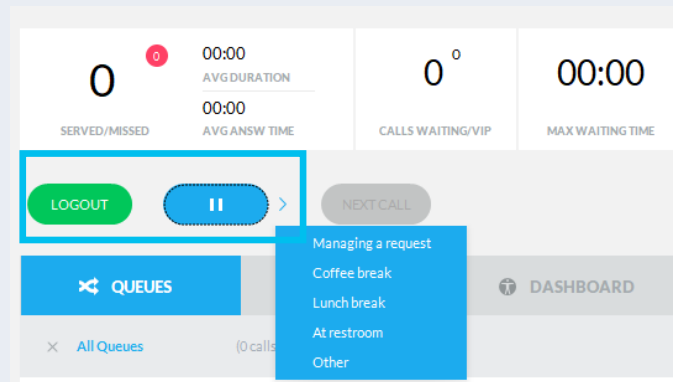 0
0
00:00
AVG DURATION
00:00
AVG ANSW TIME
SERVED/MISSED
0 0
CALLS WAITING/VIP
00:00
MAX WAITING TIME
LOGOUT
NEXT CALL
Managing a request
Coffee break
Lunch break
At restroom
Other
QUEUES
DASHBOARD
All Queues
(0 calls